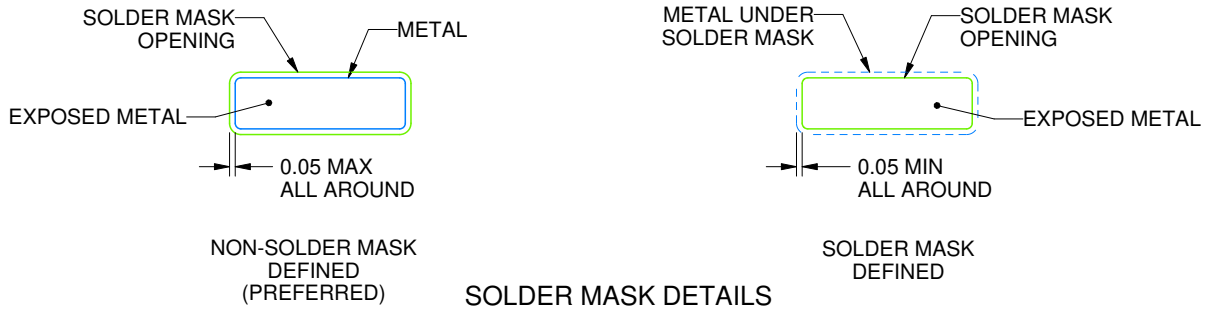 SOLDER MASK
OPENING
METAL
EXPOSED METAL
0.05 MAX
ALL AROUND
NON-SOLDER MASK
DEFINED
(PREFERRED)
METAL UNDER
SOLDER MASK
SOLDER MASK
OPENING
EXPOSED METAL
0.05 MIN
ALL AROUND
SOLDER MASK
DEFINED
SOLDER MASK DETAILS